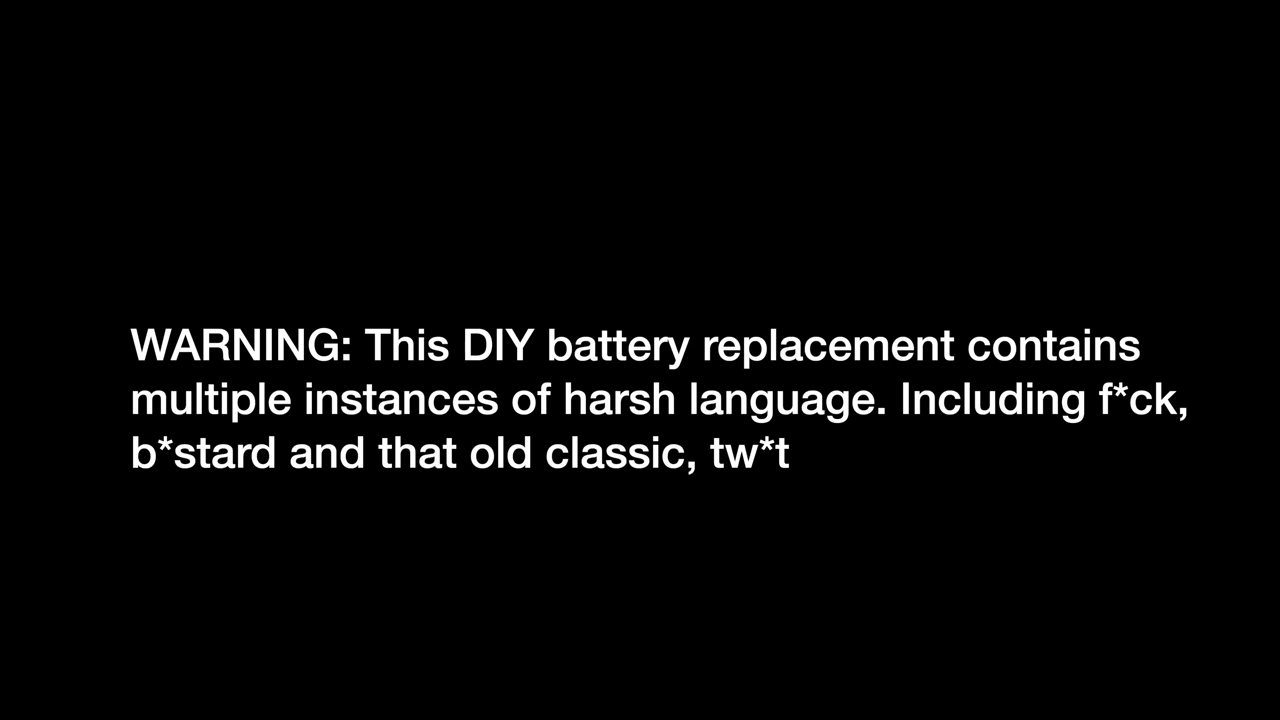 WARNING: This DIY battery replacement contains
multiple instances of harsh language. Including f*ck,
b*stard and that old classic, tw*t